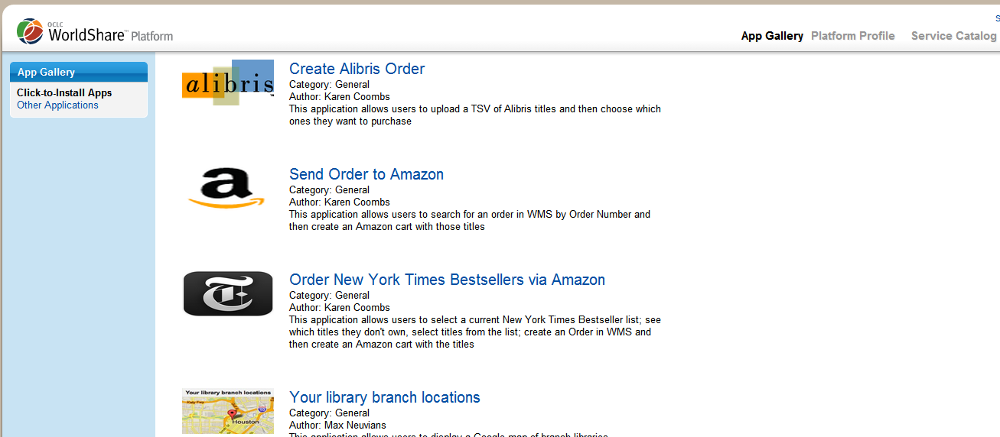 OCLC
WorldShare™ Platform
App Gallery Platform Profile Service Catalog
App Gallery
Click-to-Install Apps
Other Applications
alibris™
Create Alibris Order
Category: General
Author: Karen Coombs
This application allows users to upload a TSV of Alibris titles and then choose which
ones they want to purchase
a
Send Order to Amazon
Category: General
Author: Karen Coombs
This application allows users to search for an order in WMS by Order Number and
then create an Amazon cart with those titles
T
Order New York Times Bestsellers via Amazon
Category: General
Author: Karen Coombs
This application allows users to select a current New York Times Bestseller list; see
which titles they don't own, select titles from the list; create an Order in WMS and
then create an Amazon cart with the titles
Your library branch locations
Katy Fwy
10
Houston
Your library branch locations
Category: General
Author: Max Neuvians
This application allows users to display a Google map of branch libraries